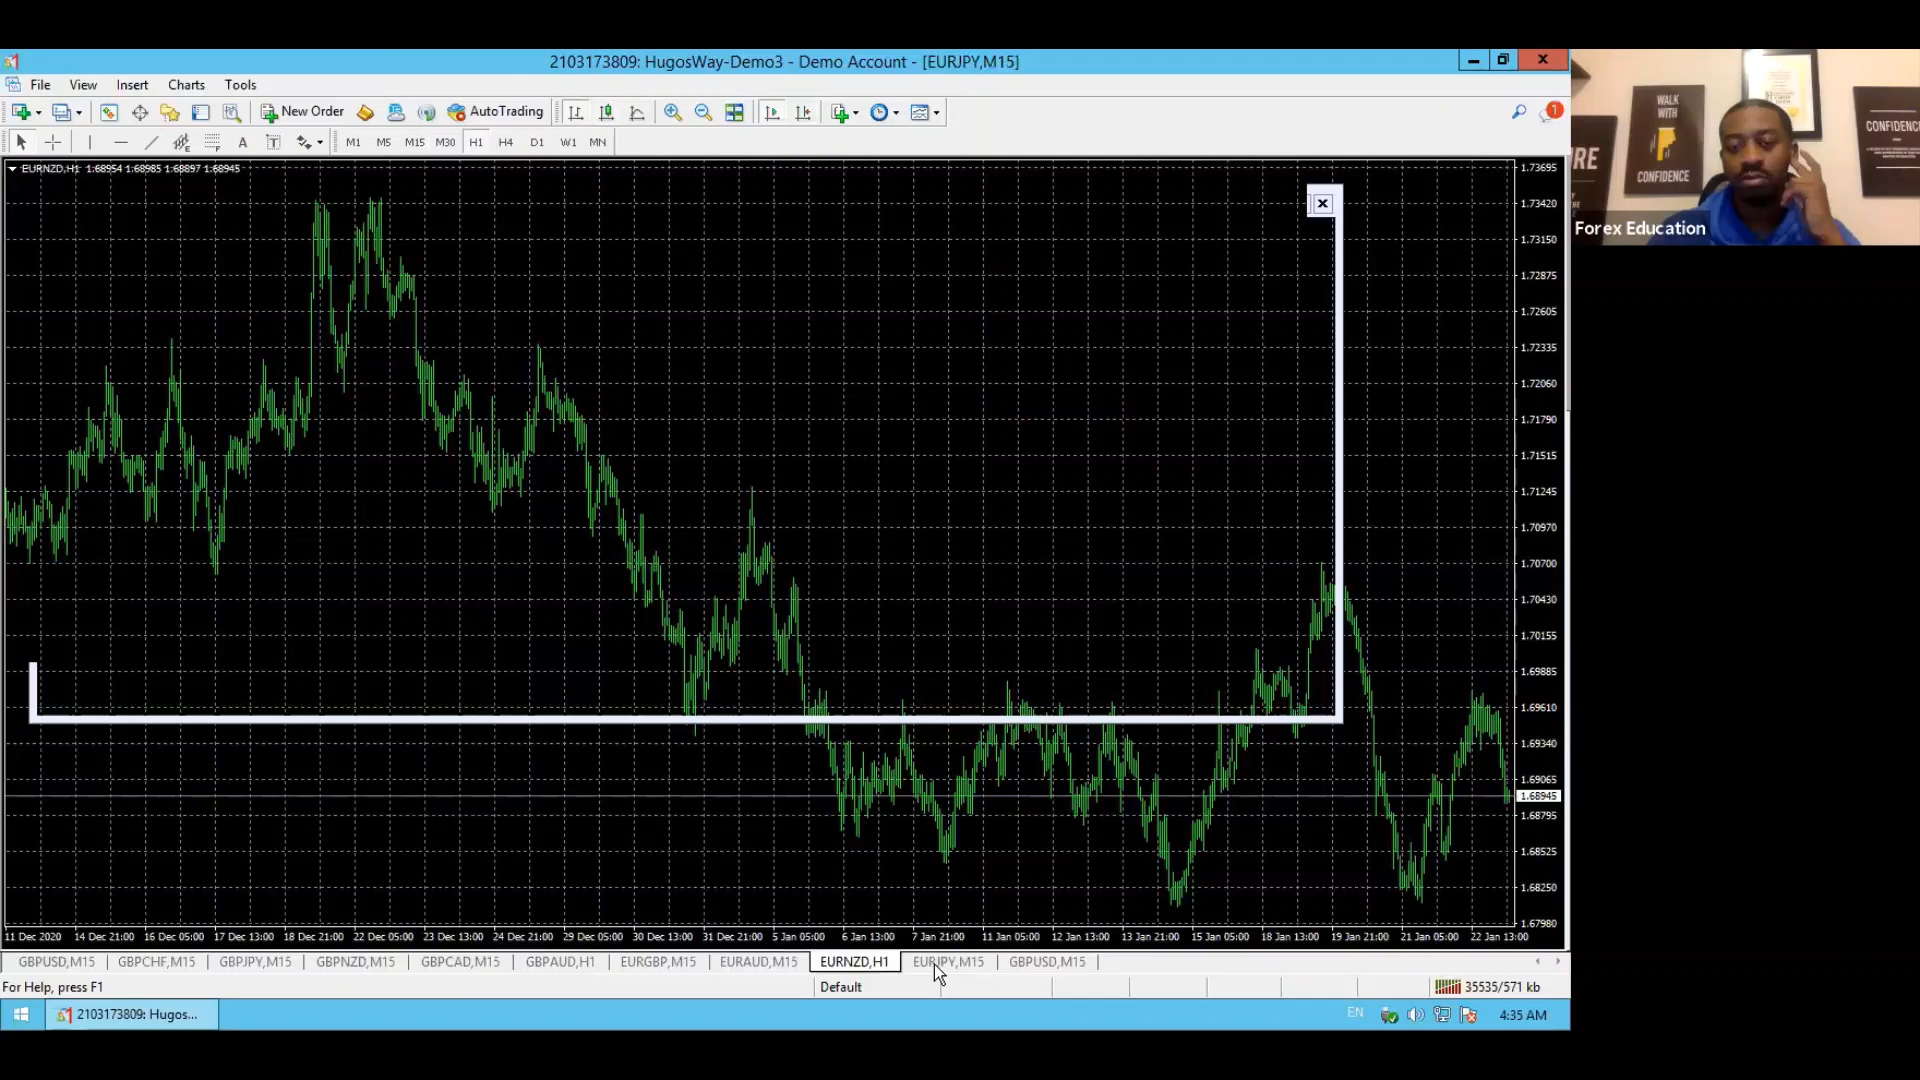 2103173809: HugosWay-Demo3 - Demo Account - [EURJPY,M15]
File View Insert Charts Tools
New Order AutoTrading
1
A T M1 M5 M15 M30 H1 H4 D1 W1 MN
EURNZD,H1 1.68954 1.68985 1.68897 1.68945
1.73695
1.73420
1.73150
1.72875
1.72605
1.72335
1.72060
1.71790
1.71515
1.71245
1.70970
1.70700
1.70430
1.70155
1.69885
1.69610
1.69340
1.69065
1.68945
1.68795
1.68525
1.68250
1.67980
11 Dec 2020 14 Dec 21:00 16 Dec 05:00 17 Dec 13:00 18 Dec 21:00 22 Dec 05:00 23 Dec 13:00 24 Dec 21:00 29 Dec 05:00 30 Dec 13:00 31 Dec 21:00 5 Jan 05:00 6 Jan 13:00 7 Jan 21:00 11 Jan 05:00 12 Jan 13:00 13 Jan 21:00 15 Jan 05:00 18 Jan 13:00 19 Jan 21:00 21 Jan 05:00 22 Jan 13:00
GBPUSD,M15 GBPCHF,M15 GBPJPY,M15 GBPNZD,M15 GBPCAD,M15 GBPAUD,H1 EURGBP,M15 EURAUD,M15 EURNZD,H1 EURJPY,M15 GBPUSD,M15
For Help, press F1 Default 35535/571 kb
2103173809: Hugos... EN 4:35 AM
WALK
WITH
CONFIDENCE
CONFIDENCE
Forex Education